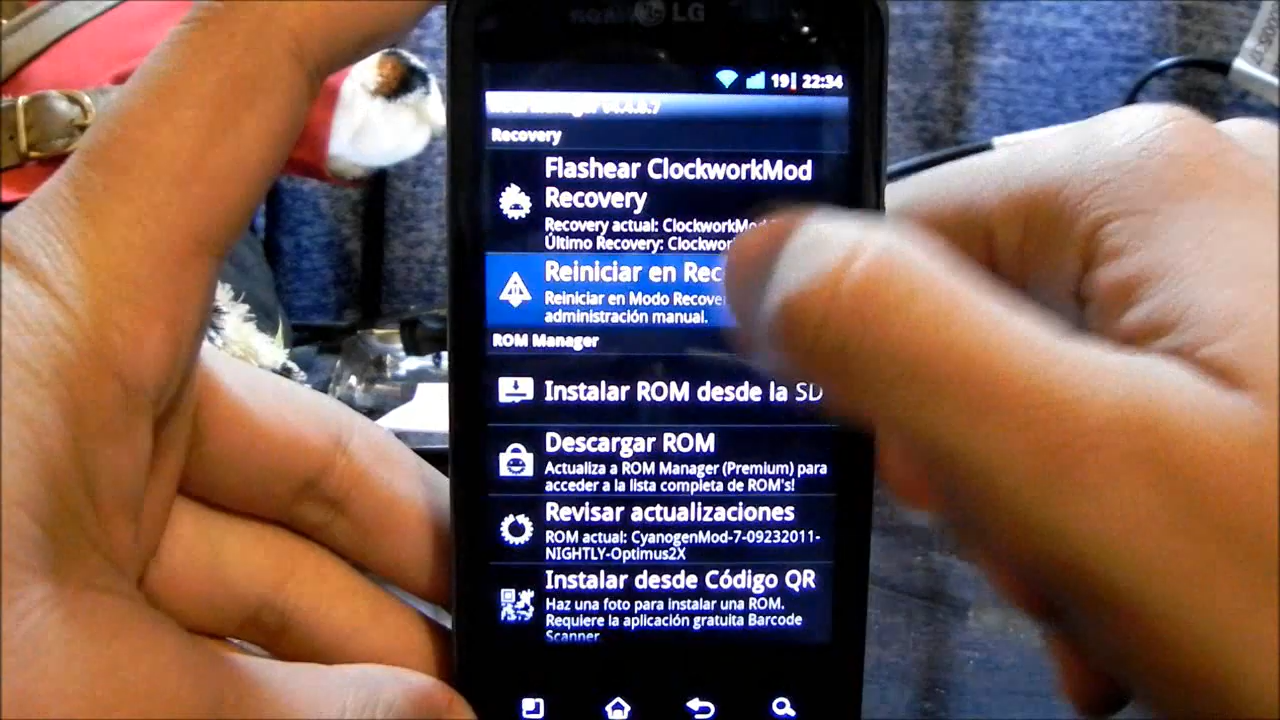 LG
19 22:34
Recovery
Flashear ClockworkMod
Recovery
Recovery actual: ClockworkMod
Último Recovery:
Reiniciar en
Reiniciar en Modo
administración manual.
ROM Manager
Instalar ROM desde la SD
Descargar ROM
Actualiza a ROM Manager (Premium) para
acceder a la lista completa de ROM's!
Revisar actualizaciones
ROM actual: CyanogenMod-7-09232011-
NIGHTLY-Optimus2X
Instalar desde Código QR
Haz una foto para instalar una ROM.
Requiere la aplicación gratuita Barcode
Scanner